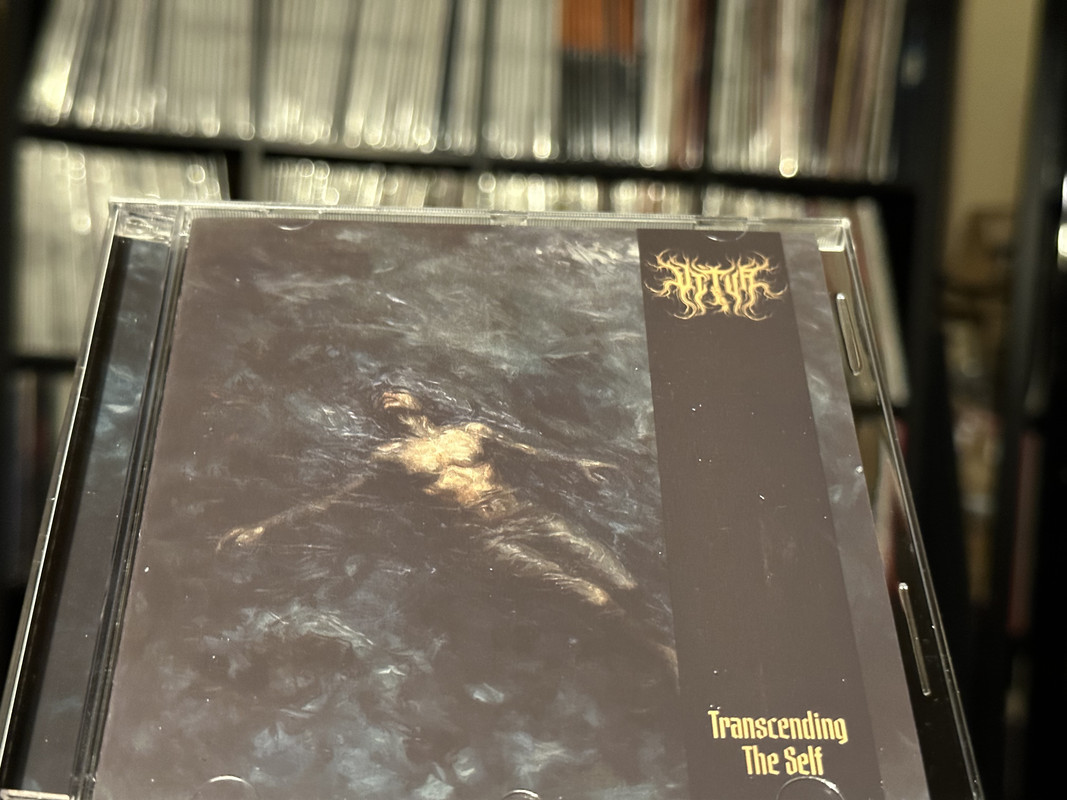 Transcending
The Self